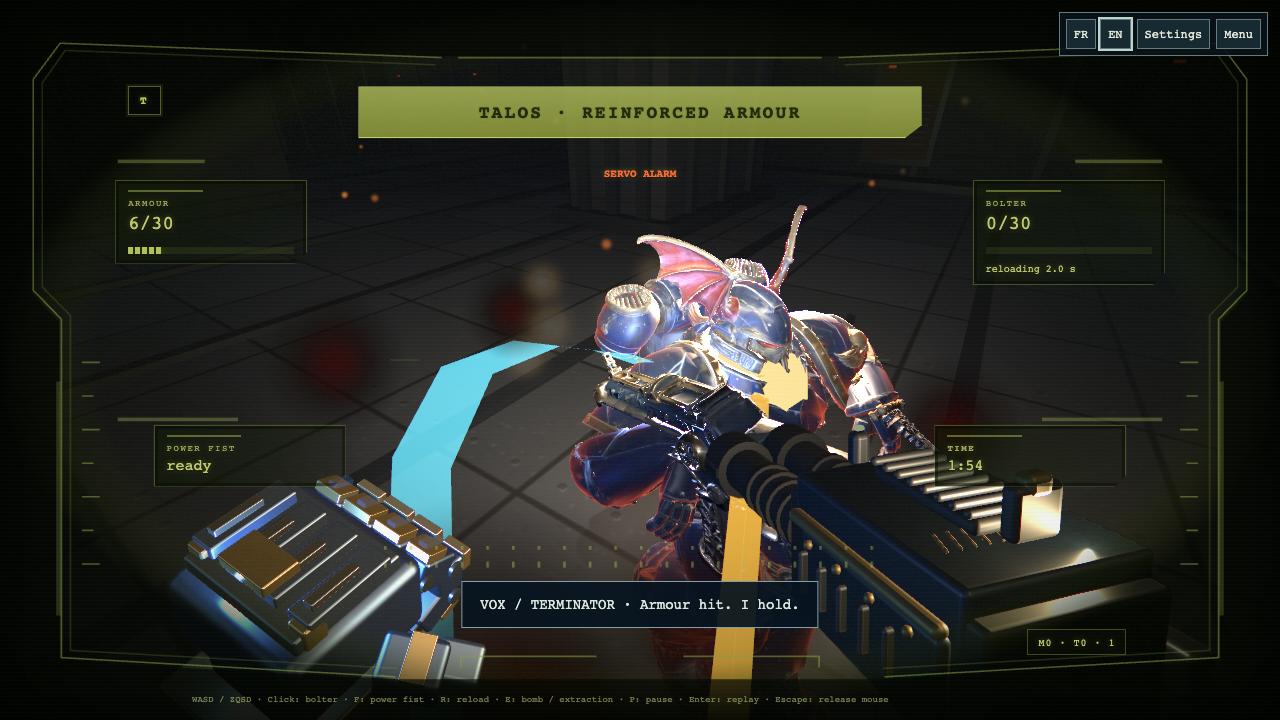 FR EN Settings Menu
T
TALOS · REINFORCED ARMOUR
SERVO ALARM
ARMOUR
6/30
BOLTER
0/30
reloading 2.0 s
POWER FIST
ready
TIME
1:54
VOX / TERMINATOR · Armour hit. I hold.
M0 · T0 · 1
WASD / ZQSD · Click: bolter · F: power fist · R: reload · E: bomb / extraction · P: pause · Enter: replay · Escape: release mouse